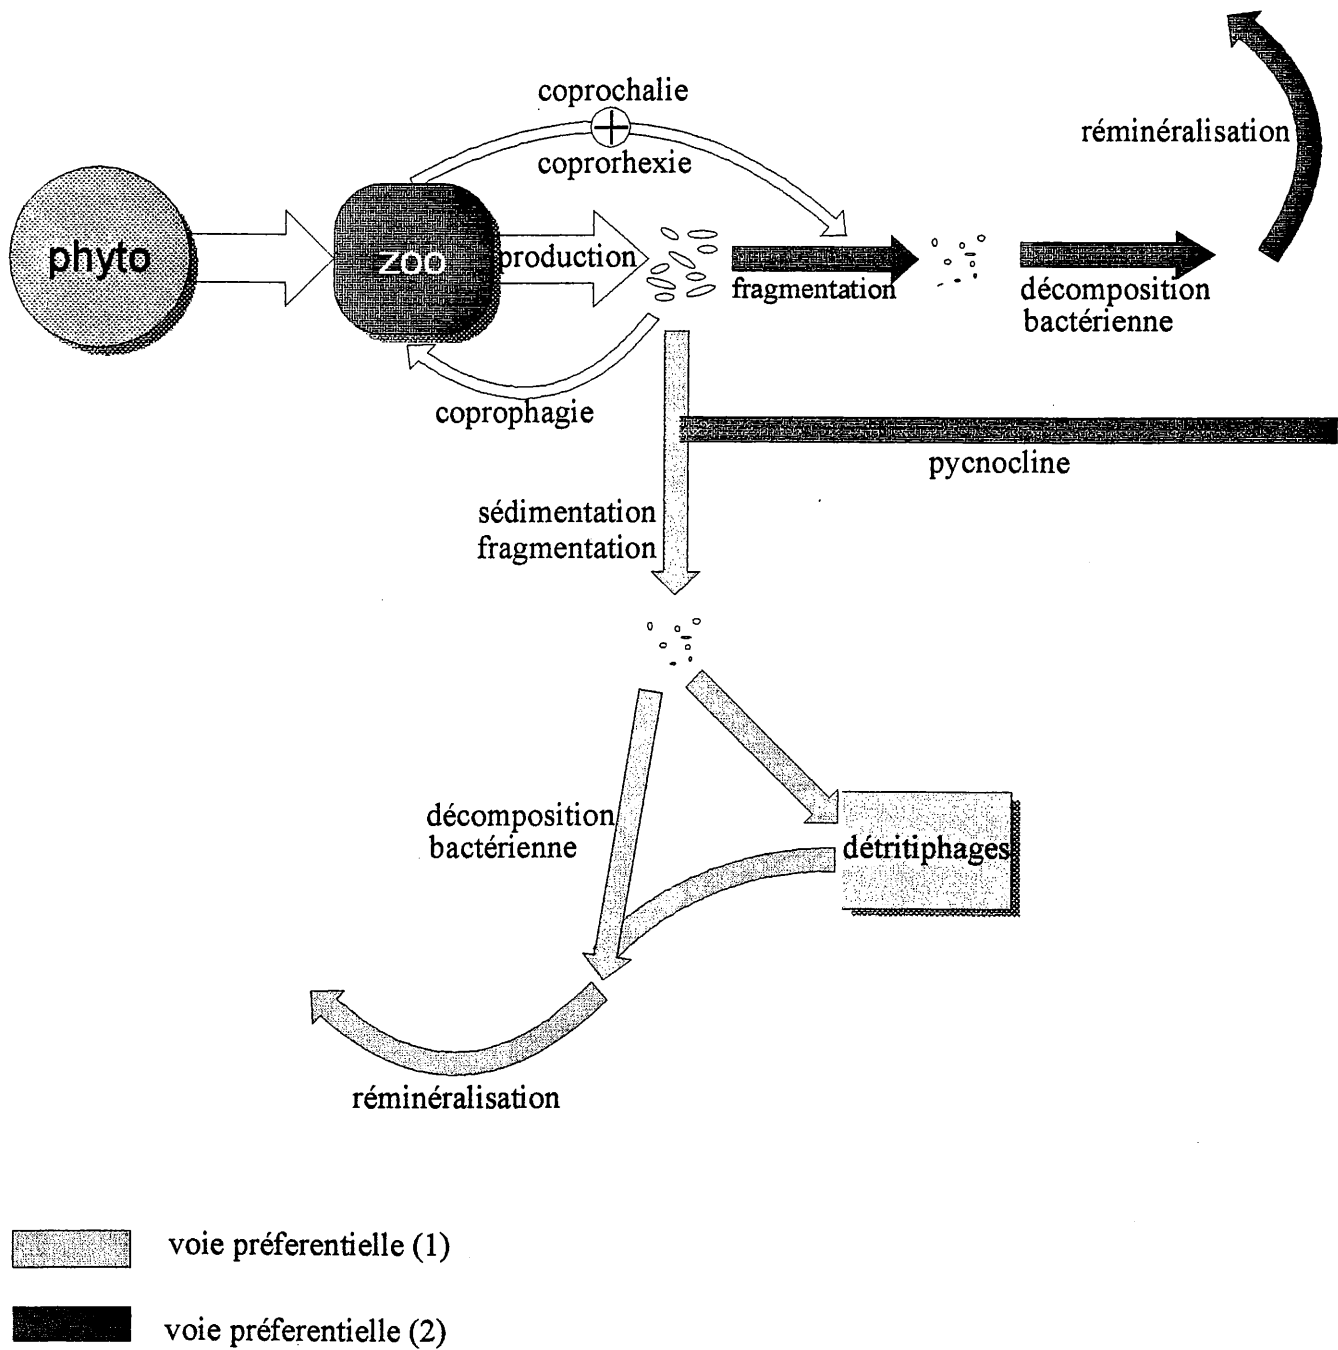 coprochalie
coprorhexie
réminéralisation
phyto
zoo
production
fragmentation
décomposition
bactérienne
coprophagie
pycnocline
sédimentation
fragmentation
décomposition
bactérienne
détritiphages
réminéralisation
voie préferentielle (1)
voie préferentielle (2)